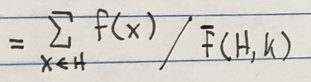 = ∑_{x∈H} f(x) / f̄(H,k)